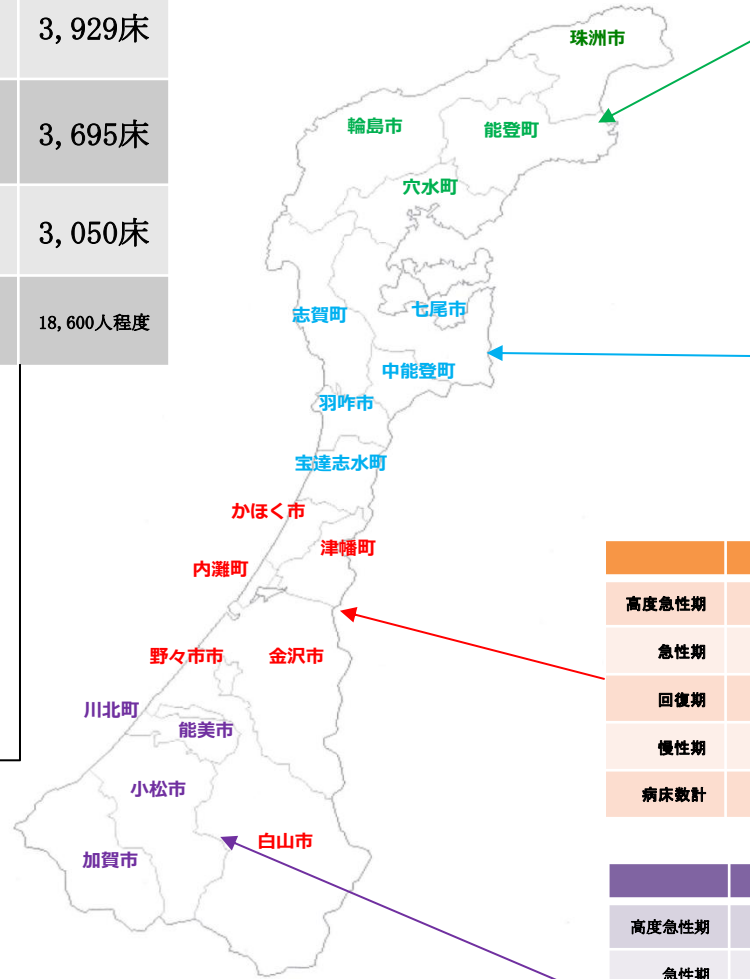 3,929床
3,695床
3,050床
18,600人程度
珠洲市
輪島市
能登町
穴水町
志賀町
七尾市
中能登町
羽咋市
宝達志水町
かほく市
津幡町
内灘町
野々市市
金沢市
川北町
能美市
小松市
白山市
加賀市
高度急性期
急性期
回復期
慢性期
病床数計
高度急性期
急性期